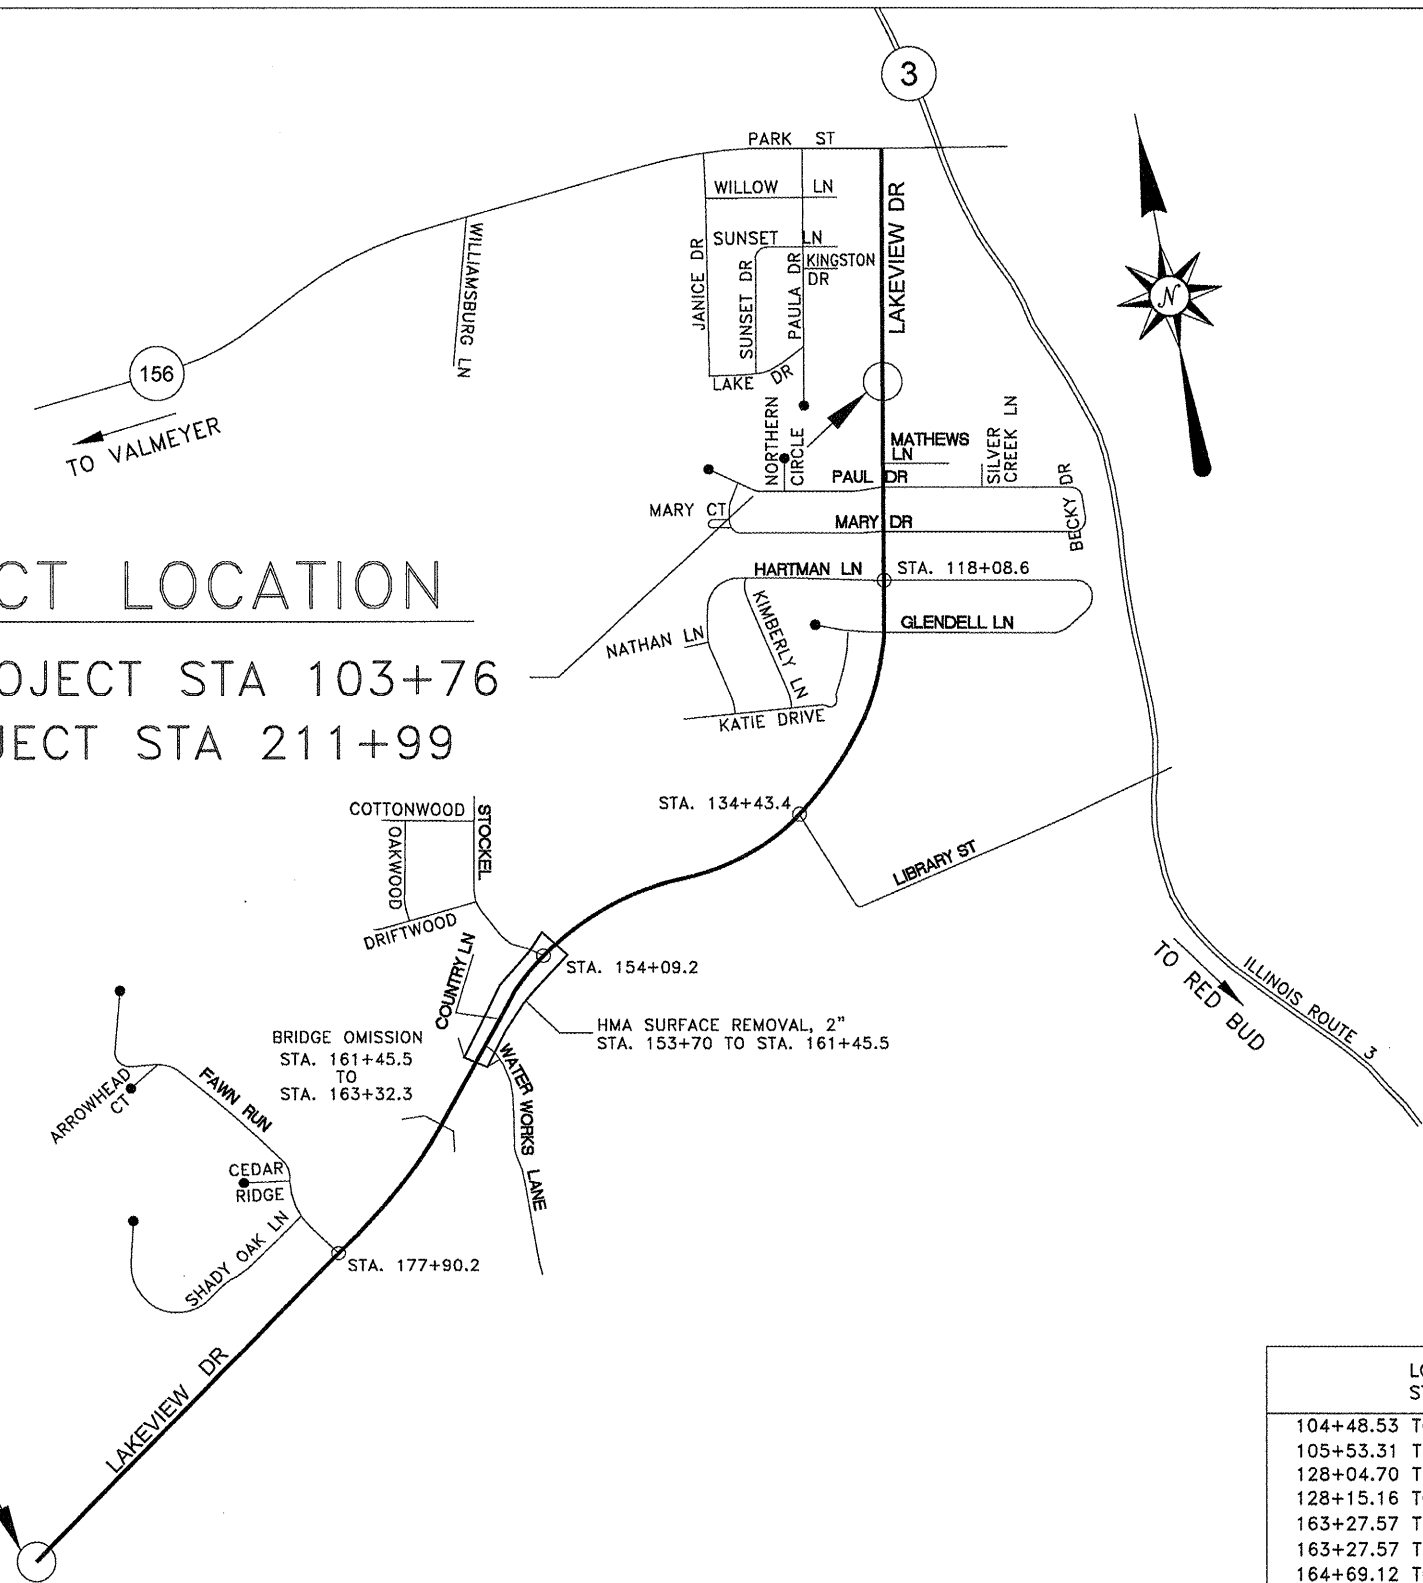 3
PARK ST
WILLOW LN
SUNSET LN
KINGSTON
DR
JANICE DR
SUNSET DR
PAULA DR
LAKEVIEW DR
WILLIAMSBURG LN
N
156
TO VALMEYER
LAKE DR
NORTHERN
CIRCLE
MATHEWS
LN
SILVER
CREEK LN
PAUL DR
BECKY DR
MARY CT
MARY DR
CT LOCATION
HARTMAN LN
STA. 118+08.6
KIMBERLY LN
GLENDELL LN
NATHAN LN
OJECT STA 103+76
KATIE DRIVE
JECT STA 211+99
COTTONWOOD
STOCKEL
OAKWOOD
DRIFTWOOD
STA. 134+43.4
LIBRARY ST
COUNTRY LN
STA. 154+09.2
TO RED BUD
ILLINOIS ROUTE 3
HMA SURFACE REMOVAL, 2"
STA. 153+70 TO STA. 161+45.5
BRIDGE OMISSION
STA. 161+45.5
TO
STA. 163+32.3
WATER WORKS LANE
ARROWHEAD
CT
FAWN RUN
CEDAR
RIDGE
SHADY OAK LN
STA. 177+90.2
LAKEVIEW DR
LO
ST
104+48.53 TO
105+53.31 T
128+04.70 T
128+15.16 TO
163+27.57 T
163+27.57 T
164+69.12 T